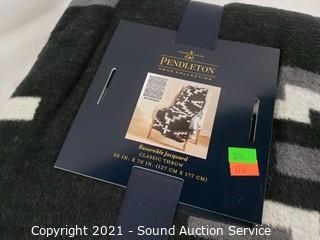 PENDLETON
HOME COLLECTION
Reversible Jacquard
CLASSIC THROW
50 IN. X 70 IN. (127 CM X 177 CM)
Copyright 2021 - Sound Auction Service